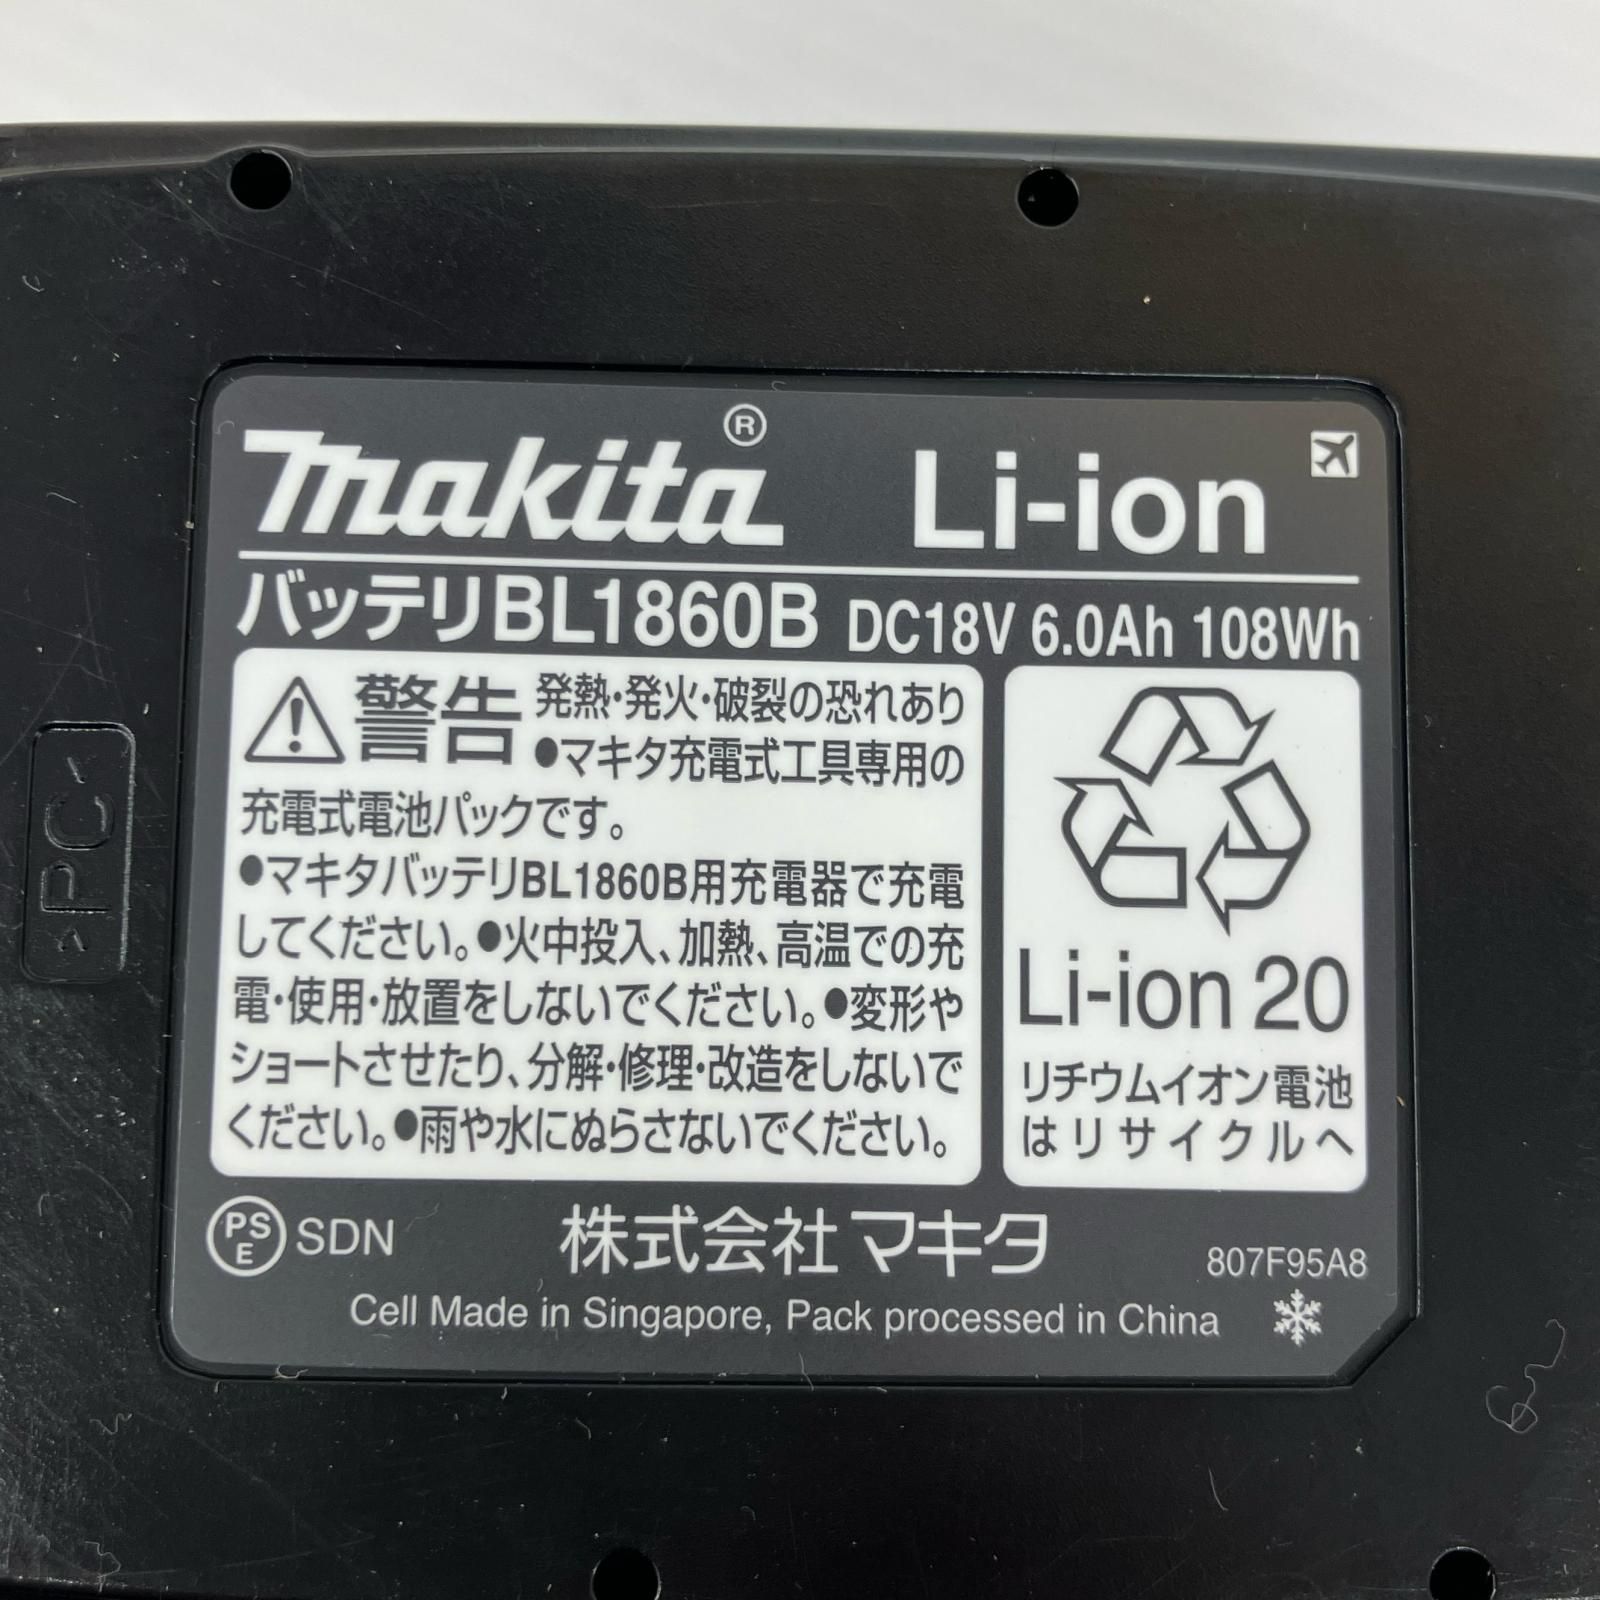 makita® Li-ion
バッテリBL1860B DC18V 6.0Ah 108Wh
警告 発熱・発火・破裂の恐れあり
●マキタ充電式工具専用の
充電式電池パックです。
●マキタバッテリBL1860B用充電器で充電
してください。●火中投入、加熱、高温での充
電・使用・放置をしないでください。●変形や
ショートさせたり、分解・修理・改造をしないで
ください。●雨や水にぬらさないでください。
Li-ion 20
リチウムイオン電池
はリサイクルへ
PSE SDN 株式会社マキタ 807F95A8
Cell Made in Singapore, Pack processed in China
>PC<